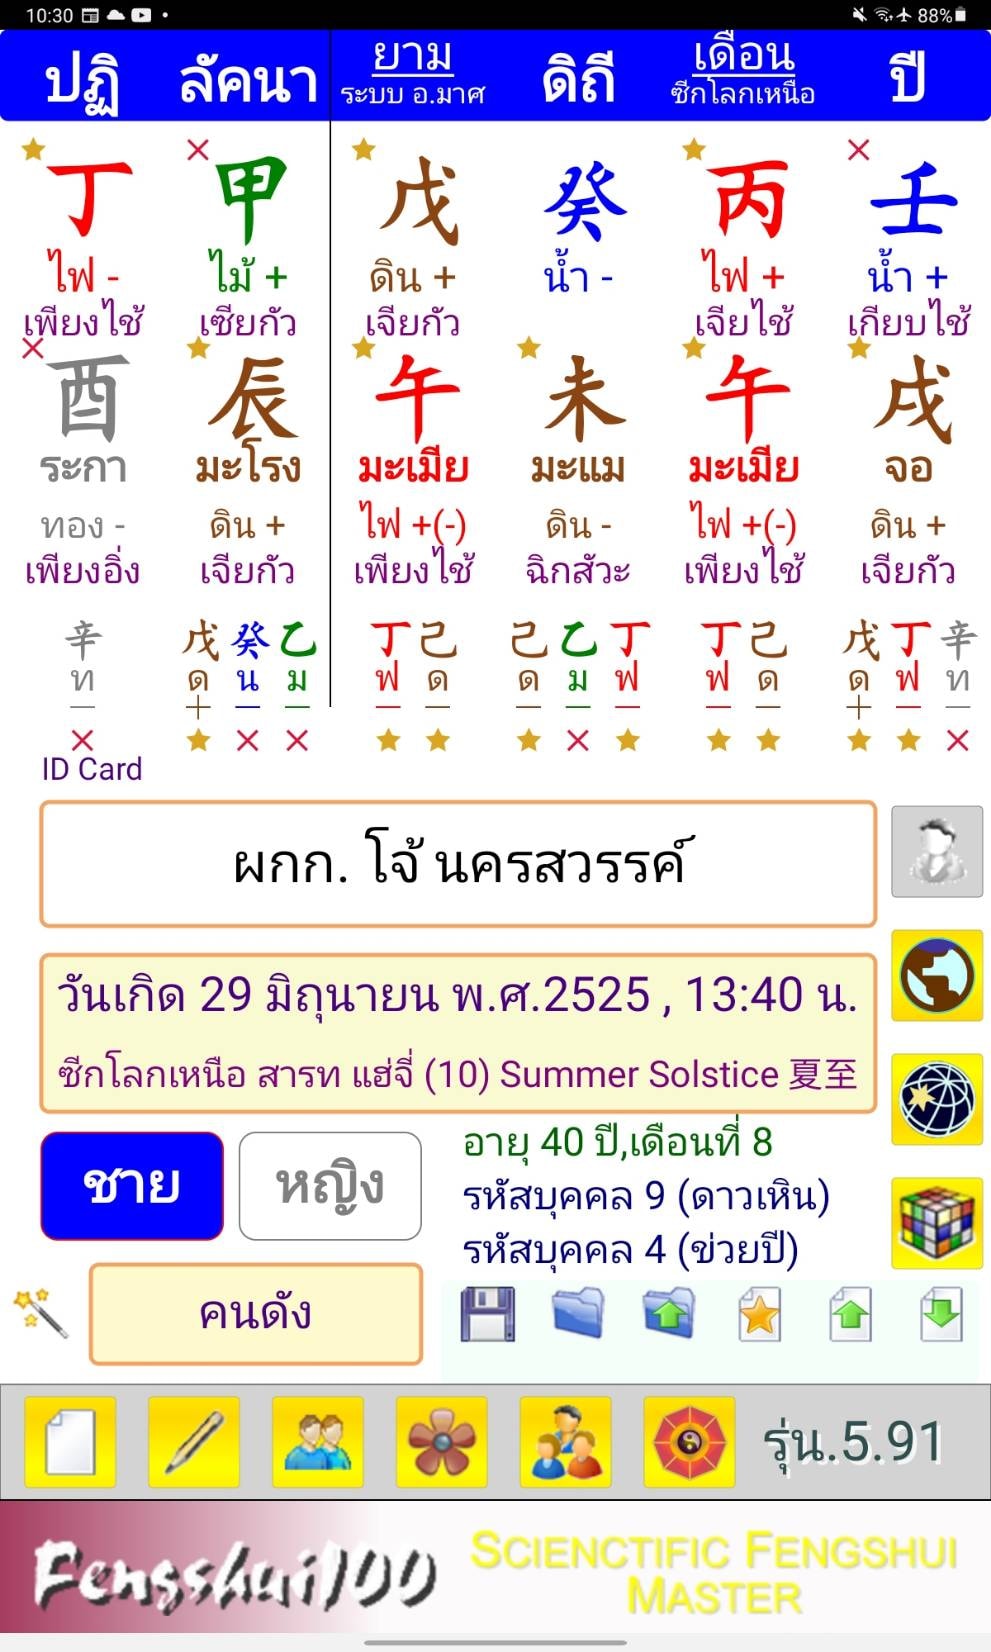 10:30 88%
ปฏิ ลัคนา ยาม ดิถี เดือน ปี
ระบบ อ.มาศ ซีกโลกเหนือ
丁 甲 戊 癸 丙 壬
ไฟ - ไม้ + ดิน + น้ำ - ไฟ + น้ำ +
เพียงไช้ เซียกัว เจียกัว เจียไช้ เกียบไช้
酉 辰 午 未 午 戌
ระกา มะโรง มะเมีย มะแม มะเมีย จอ
ทอง - ดิน + ไฟ +(-) ดิน - ไฟ +(-) ดิน +
เพียงอิ่ง เจียกัว เพียงไช้ ฉิกสัวะ เพียงไช้ เจียกัว
辛 戊 癸 乙 丁 己 己 乙 丁 丁 己 戊 丁 辛
ท ด น ม ฟ ด ด ม ฟ ฟ ด ด ฟ ท
— + — — — — — — — — — + — —
ID Card
ผกก. โจ้ นครสวรรค์
วันเกิด 29 มิถุนายน พ.ศ.2525 , 13:40 น.
ซีกโลกเหนือ สารท แฮ่จี่ (10) Summer Solstice 夏至
ชาย หญิง
อายุ 40 ปี,เดือนที่ 8
รหัสบุคคล 9 (ดาวเหิน)
รหัสบุคคล 4 (ข่วยปี)
คนดัง
รุ่น.5.91
Fengshui100
SCIENCTIFIC FENGSHUI
MASTER